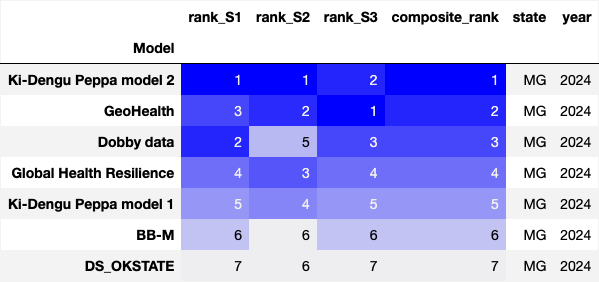 rank_S1 rank_S2 rank_S3 composite_rank state year
Model
Ki-Dengu Peppa model 2 1 1 2 1 MG 2024
GeoHealth 3 2 1 2 MG 2024
Dobby data 2 5 3 3 MG 2024
Global Health Resilience 4 3 4 4 MG 2024
Ki-Dengu Peppa model 1 5 4 5 5 MG 2024
BB-M 6 6 6 6 MG 2024
DS_OKSTATE 7 6 7 7 MG 2024